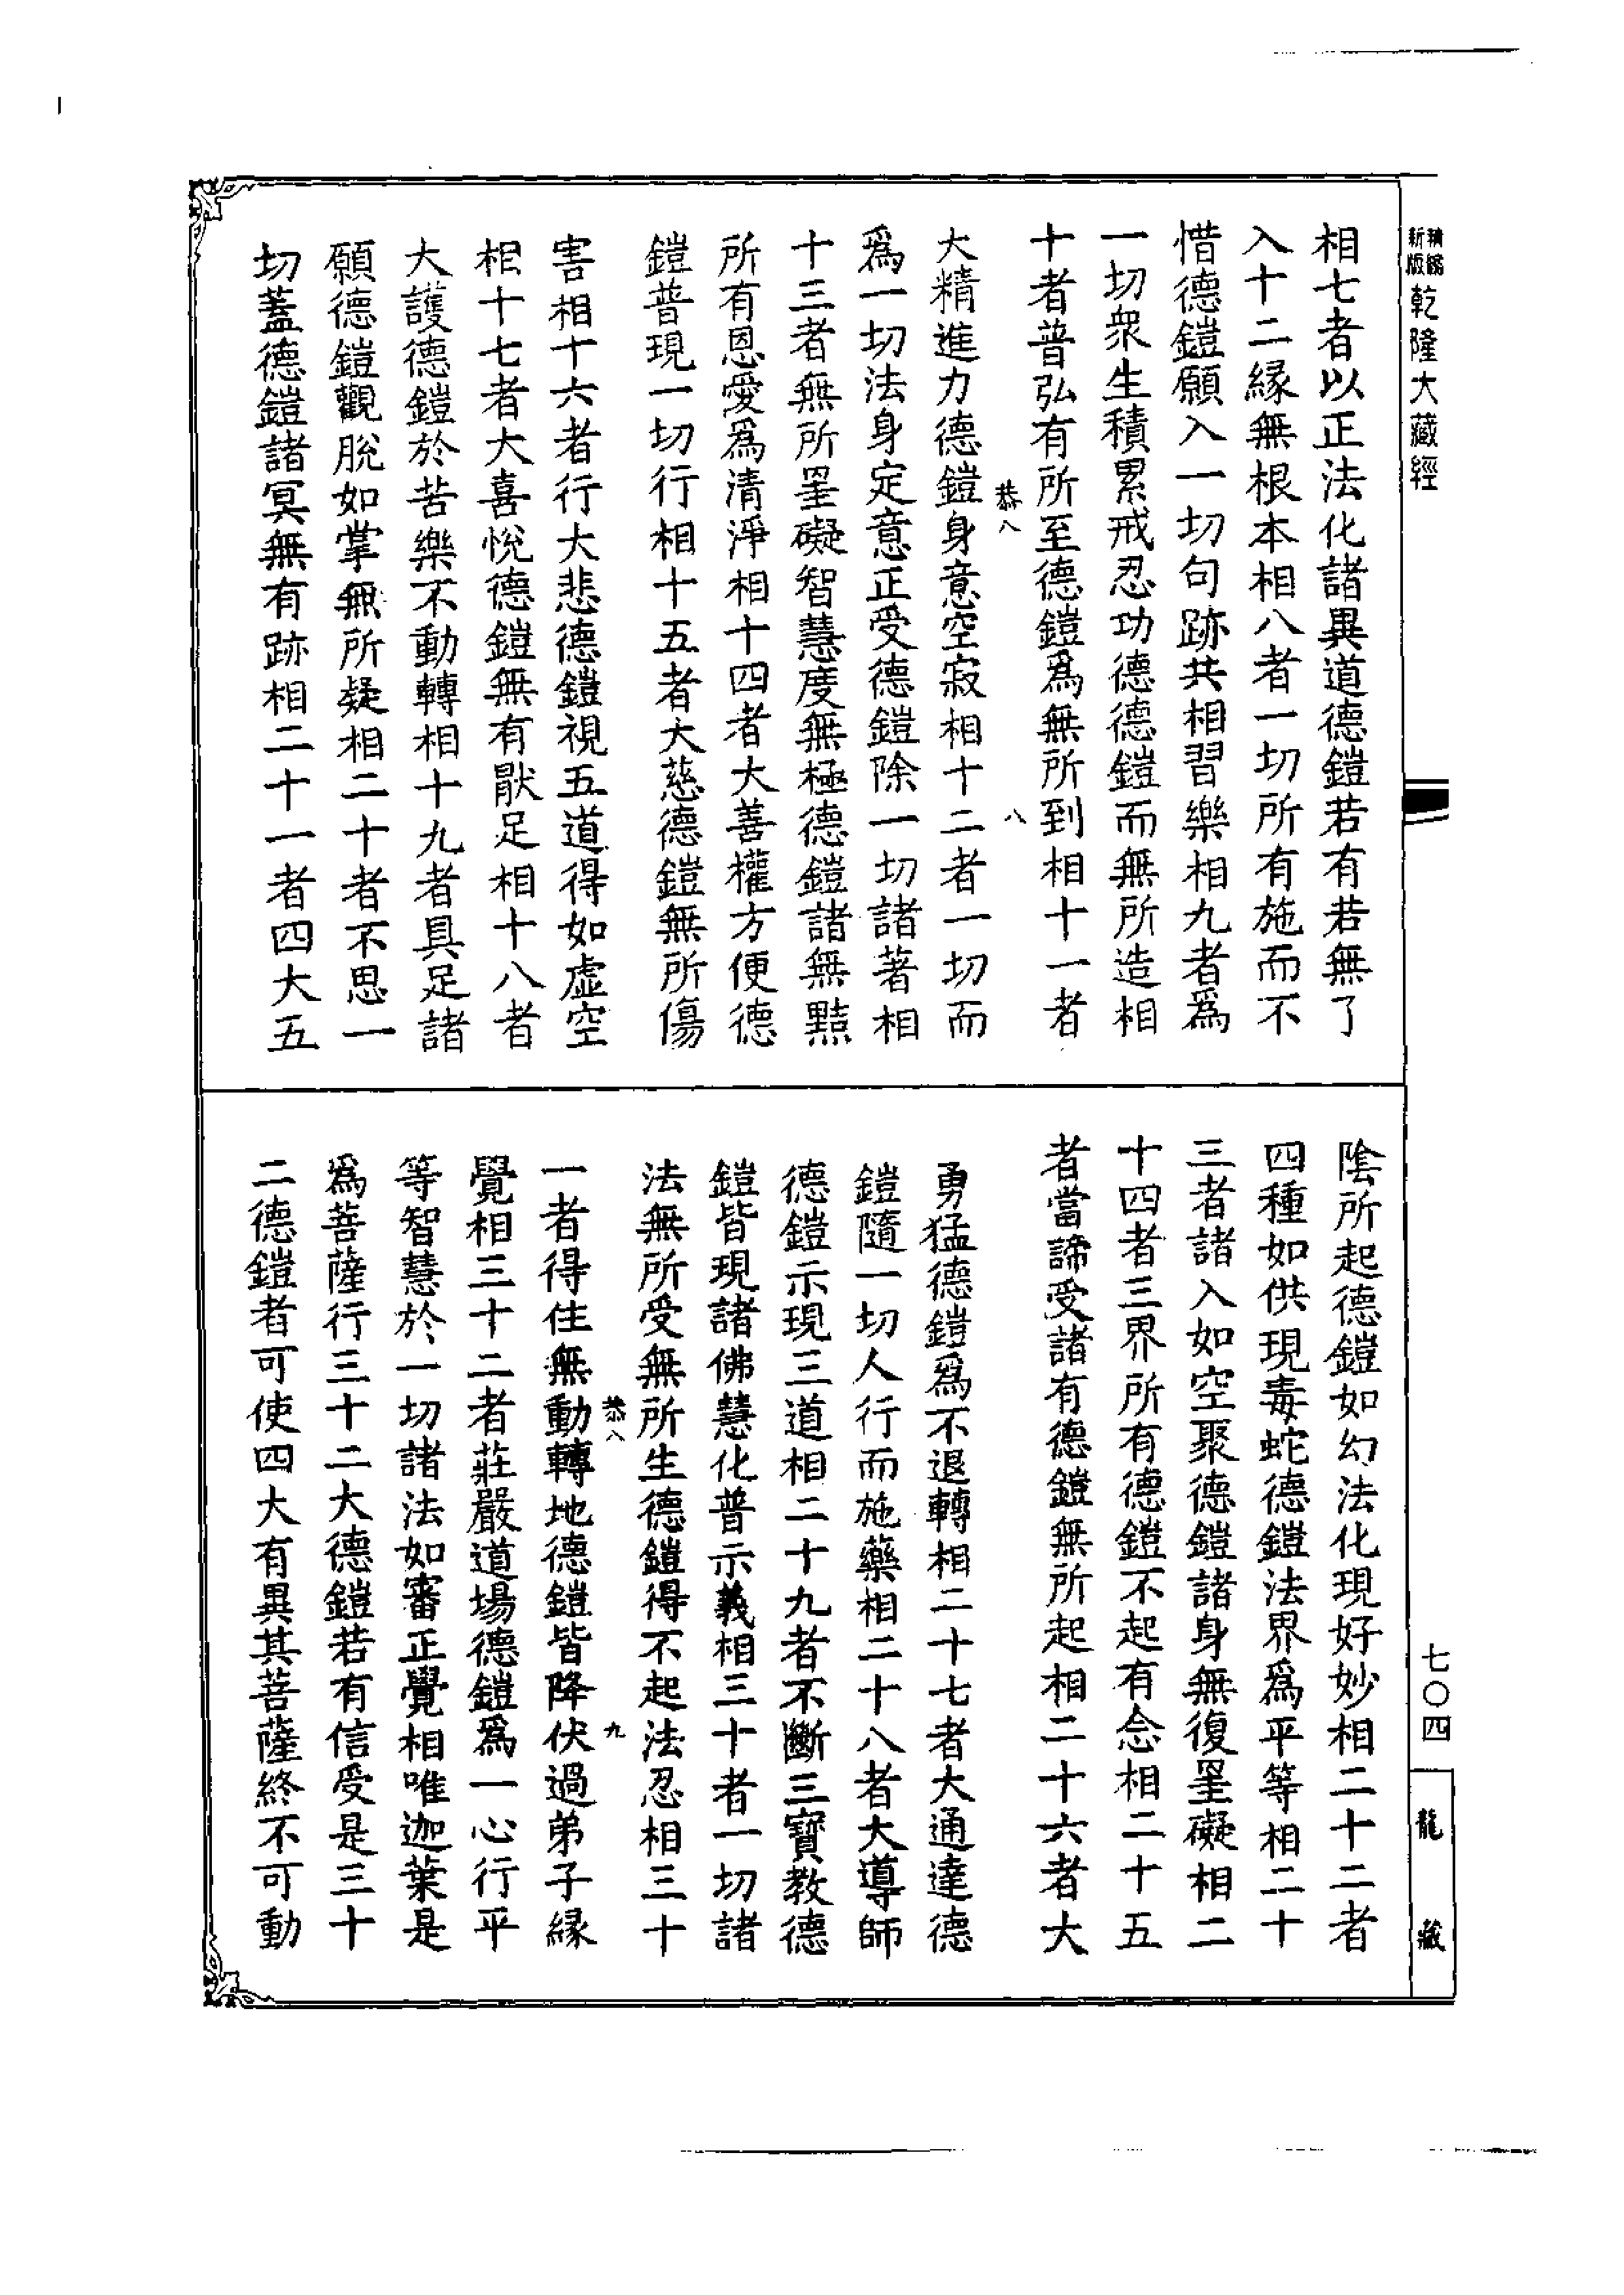 精縮
新版
乾隆大藏經
相七者以正法化諸異道德鎧若有若無了
入十二緣無根本相八者一切所有施而不
惜德鎧願入一切句跡共相習樂相九者爲
一切衆生積累戒忍功德德鎧而無所造相
十者普弘有所至德鎧爲無所到相十一者
恭八
八
大精進力德鎧身意空寂相十二者一切而
爲一切法身定意正受德鎧除一切諸著相
十三者無所罣礙智慧度無極德鎧諸無黠
所有恩愛爲清淨相十四者大善權方便德
鎧普現一切行相十五者大慈德鎧無所傷
害相十六者行大悲德鎧視五道得如虛空
相十七者大喜悅德鎧無有猒足相十八者
大護德鎧於苦樂不動轉相十九者具足諸
願德鎧觀脫如掌無所疑相二十者不思一
切蓋德鎧諸冥無有跡相二十一者四大五
陰所起德鎧如幻法化現好妙相二十二者
四種如供現毒蛇德鎧法界爲平等相二十
三者諸入如空聚德鎧諸身無復罣礙相二
十四者三界所有德鎧不起有念相二十五
者當諦受諸有德鎧無所起相二十六者大
勇猛德鎧爲不退轉相二十七者大通達德
鎧隨一切人行而施藥相二十八者大導師
德鎧示現三道相二十九者不斷三寶教德
鎧皆現諸佛慧化普示義相三十者一切諸
法無所受無所生德鎧得不起法忍相三十
恭八
九
一者得住無動轉地德鎧皆降伏過弟子緣
覺相三十二者莊嚴道場德鎧爲一心行平
等智慧於一切諸法如審正覺相唯迦葉是
爲菩薩行三十二大德鎧若有信受是三十
二德鎧者可使四大有異其菩薩終不可動
七〇四
龍藏